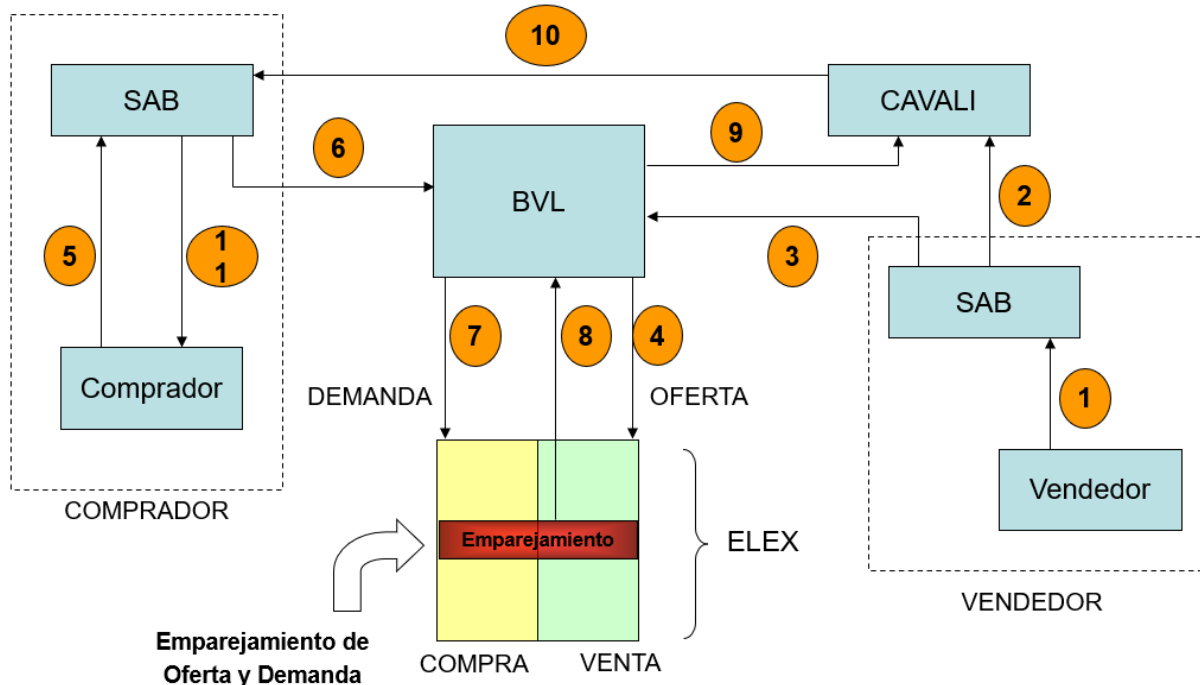 10
SAB
CAVALI
6
9
BVL
2
5
1
1
3
SAB
7
8
4
Comprador
DEMANDA
OFERTA
1
Vendedor
COMPRADOR
Emparejamiento
ELEX
VENDEDOR
Emparejamiento de
Oferta y Demanda
COMPRA
VENTA